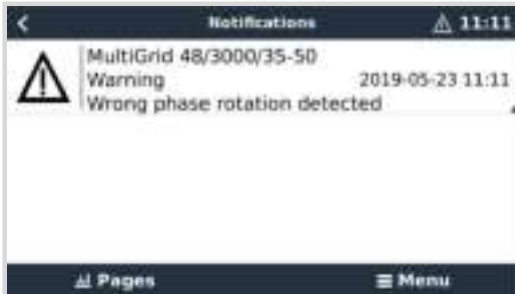 Notifications
11:11
MultiGrid 48/3000/35-50
Warning 2019-05-23 11:11
Wrong phase rotation detected
Pages Menu